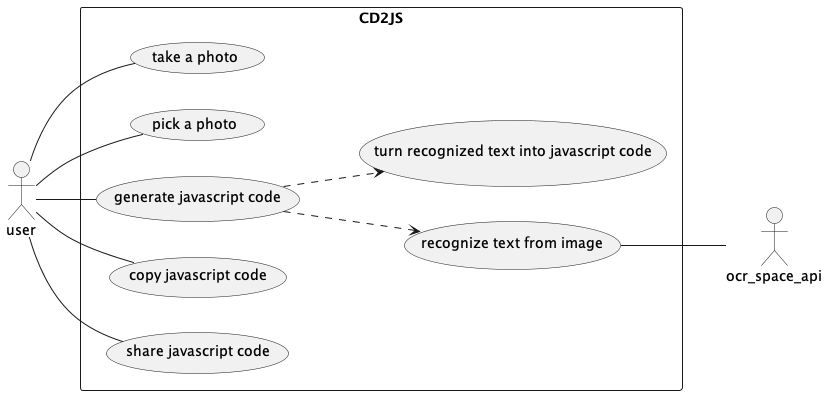 CD2JS
take a photo
pick a photo
turn recognized text into javascript code
generate javascript code
user
recognize text from image
copy javascript code
ocr_space_api
share javascript code